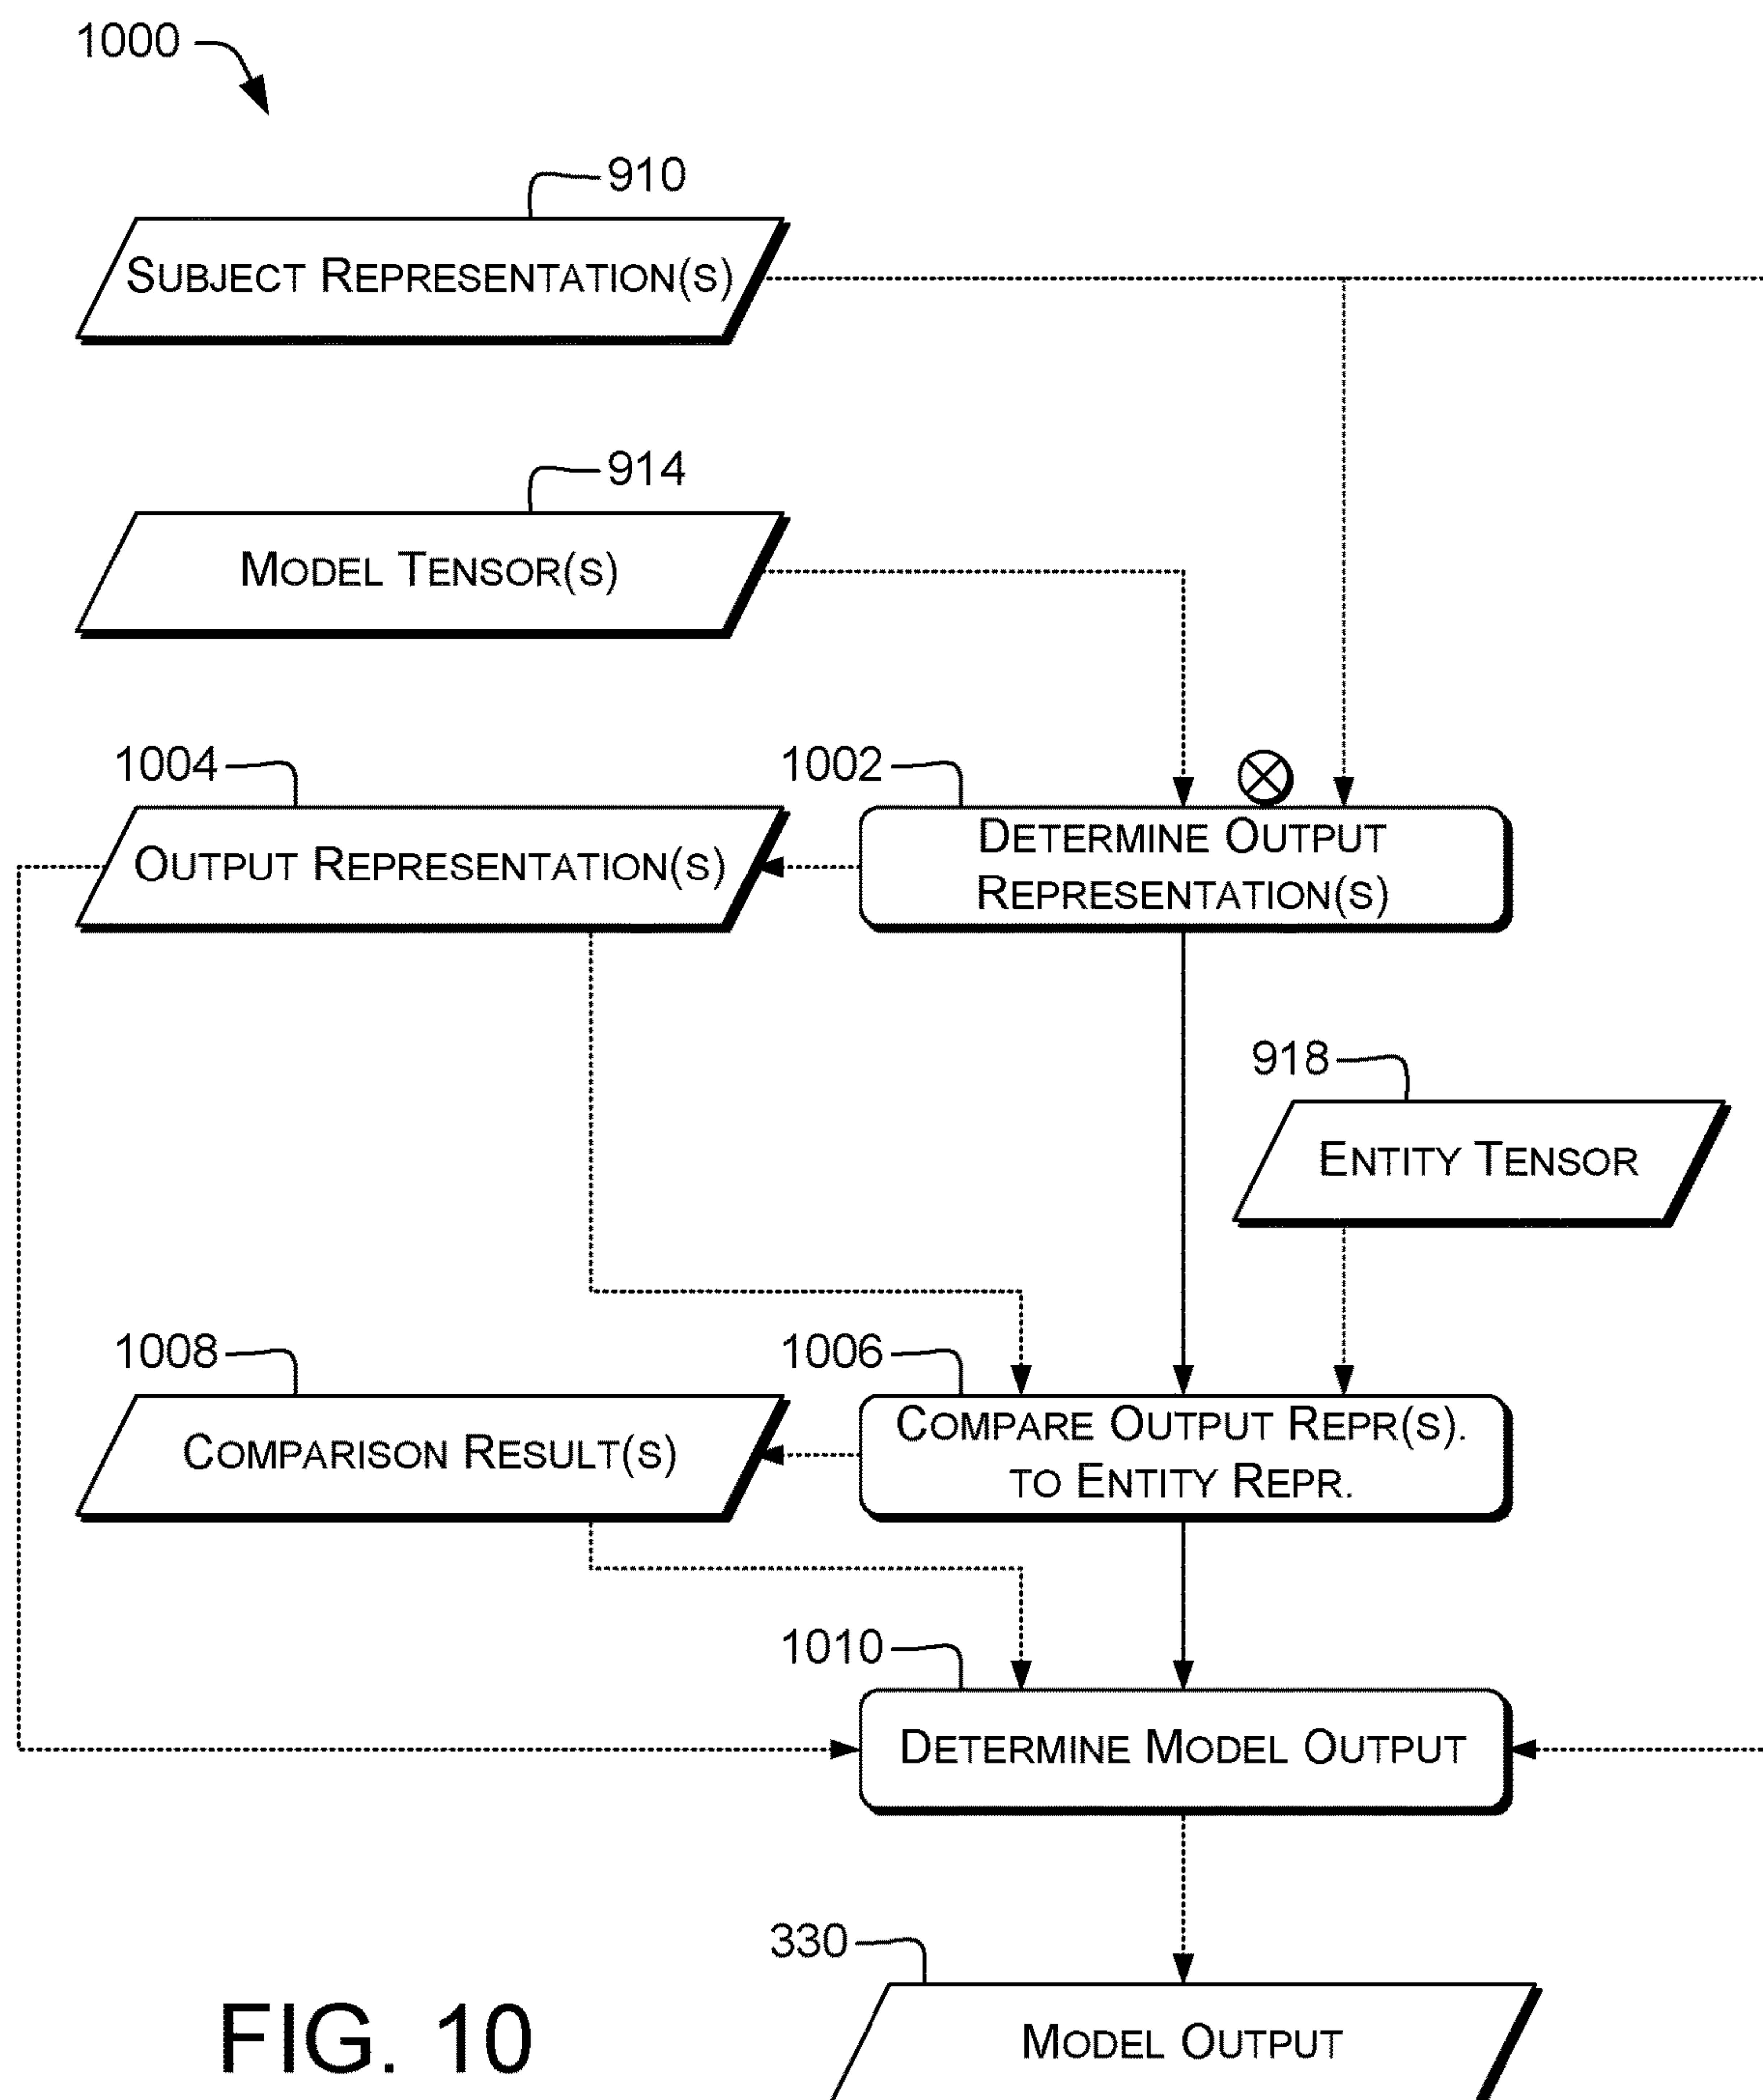 1000
910
SUBJECT REPRESENTATION(S)
914
MODEL TENSOR(S)
1004
OUTPUT REPRESENTATION(S)
1002
DETERMINE OUTPUT
REPRESENTATION(S)
918
ENTITY TENSOR
1008
COMPARISON RESULT(S)
1006
COMPARE OUTPUT REPR(S).
TO ENTITY REPR.
1010
DETERMINE MODEL OUTPUT
330
MODEL OUTPUT
FIG. 10